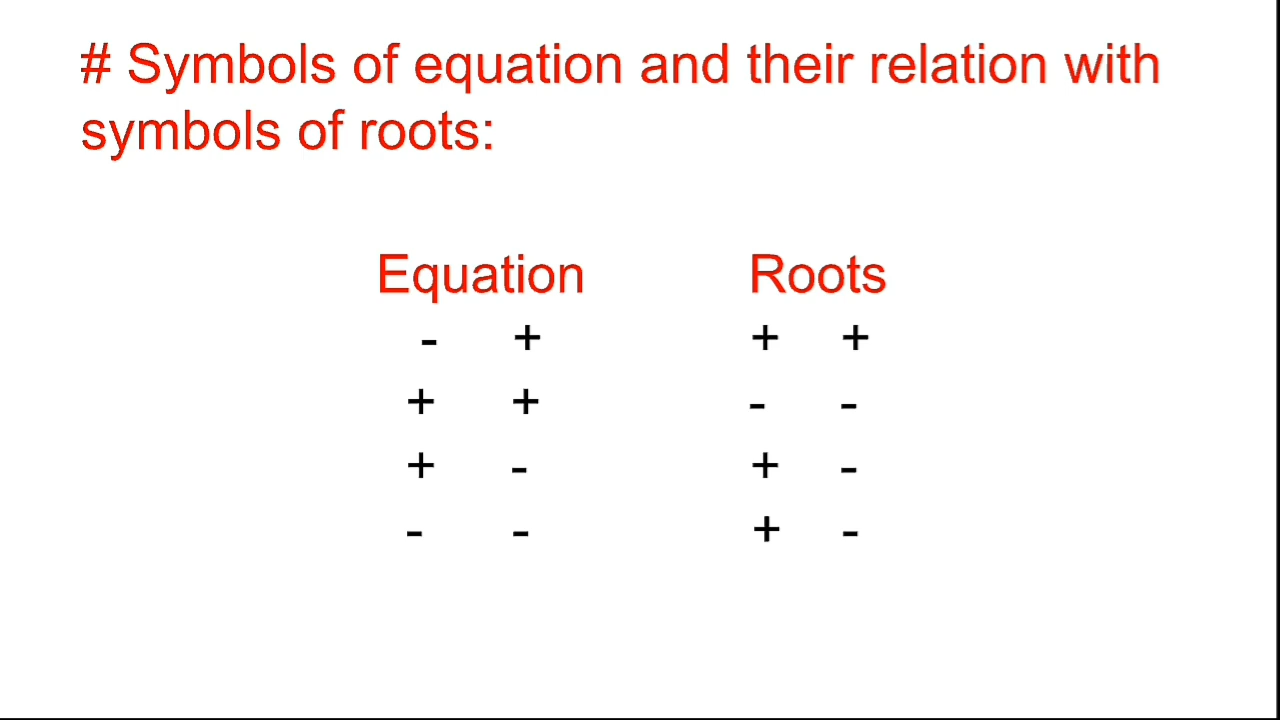 # Symbols of equation and their relation with
symbols of roots:
Equation Roots
- + + +
+ + - -
+ - + -
- - + -